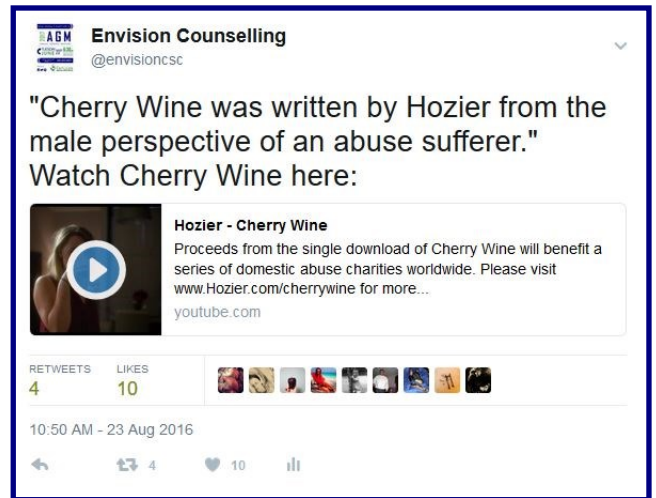 AGM
Envision Counselling
@envisioncsc
"Cherry Wine was written by Hozier from the
male perspective of an abuse sufferer."
Watch Cherry Wine here:
Hozier - Cherry Wine
Proceeds from the single download of Cherry Wine will benefit a
series of domestic abuse charities worldwide. Please visit
www.Hozier.com/cherrywine for more...
youtube.com
RETWEETS LIKES
4 10
10:50 AM - 23 Aug 2016
4 10